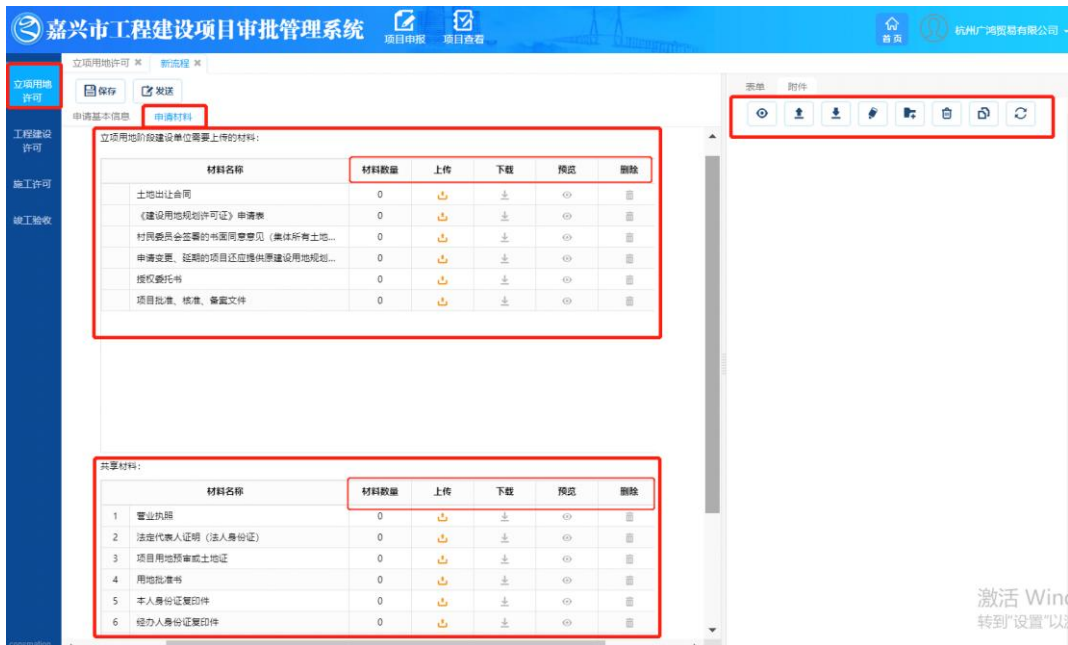 嘉兴市工程建设项目审批管理系统
项目申报
项目查看
首页
杭州广鸿贸易有限公司
立项用地许可
工程建设许可
施工许可
竣工验收
立项用地许可 × 新流程 ×
保存 发送
申请基本信息 申请材料
表单 附件
立项用地阶段建设单位需要上传的材料:
材料名称 材料数量 上传 下载 预览 删除
土地出让合同 0
《建设用地规划许可证》申请表 0
村民委员会签署的书面同意意见（集体所有土地... 0
申请变更、延期的项目还应提供原建设用地规划... 0
授权委托书 0
项目批准、核准、备案文件 0
共享材料:
材料名称 材料数量 上传 下载 预览 删除
1 营业执照 0
2 法定代表人证明（法人身份证） 0
3 项目用地预审或土地证 0
4 用地批准书 0
5 本人身份证复印件 0
6 经办人身份证复印件 0
激活 Wind
转到"设置"以激